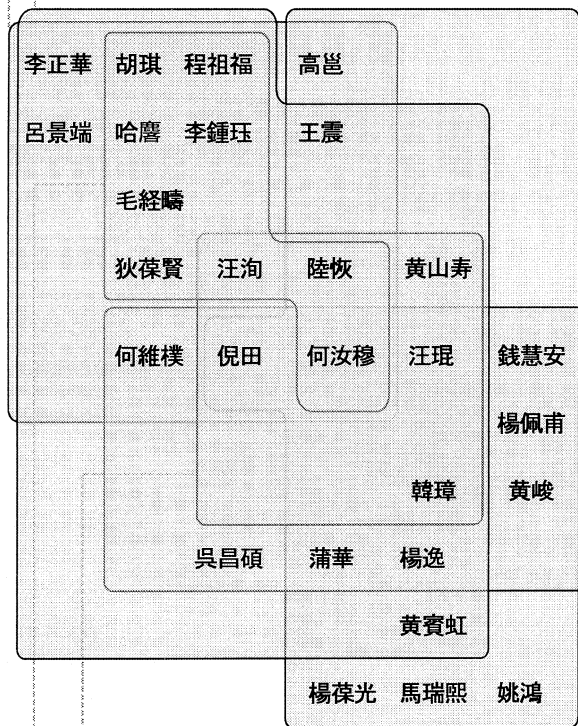 李正華 胡琪 程祖福 高邕
呂景端 哈麐 李鍾珏 王震
毛経疇
狄葆賢 汪洵 陸恢 黄山寿
何維樸 倪田 何汝穆 汪琨 銭慧安
楊佩甫
韓璋 黄峻
呉昌碩 蒲華 楊逸
黄賓虹
楊葆光 馬瑞熙 姚鴻